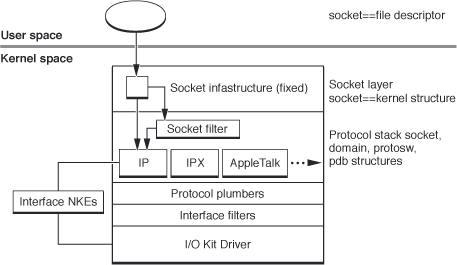 socket==file descriptor
User space
Kernel space
Socket infastructure (fixed)
Socket layer
socket==kernel structure
Socket filter
Protocol stack socket,
domain, protosw,
pdb structures
IP
IPX
AppleTalk
Interface NKEs
Protocol plumbers
Interface filters
I/O Kit Driver